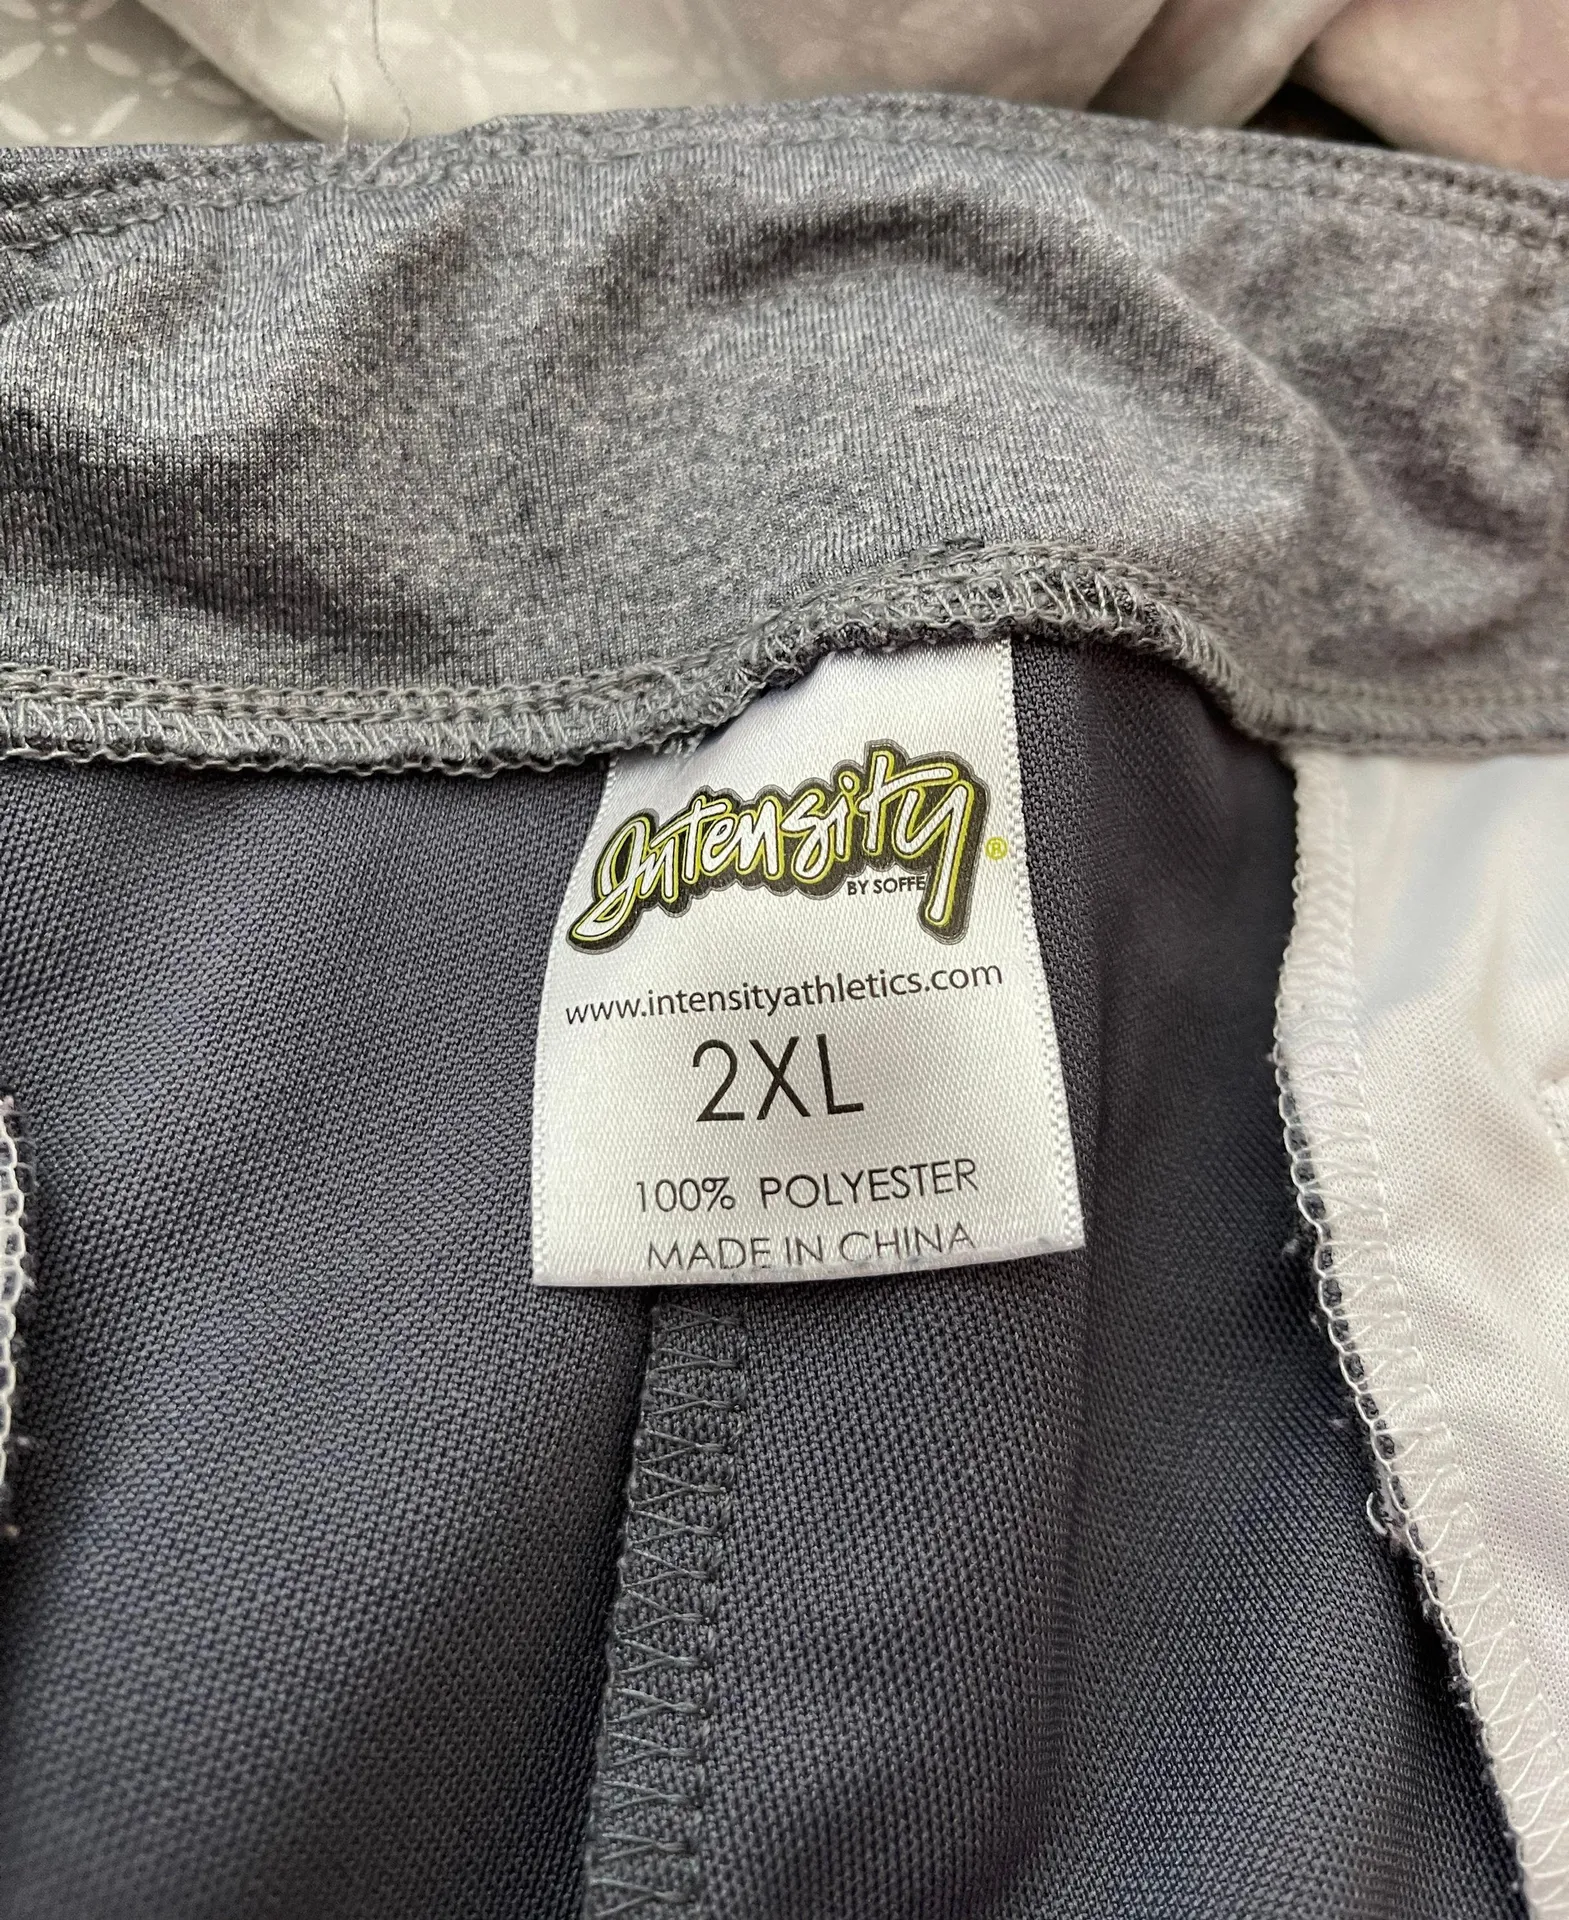 Intensity®
BY SOFFE
www.intensityathletics.com
2XL
100% POLYESTER
MADE IN CHINA